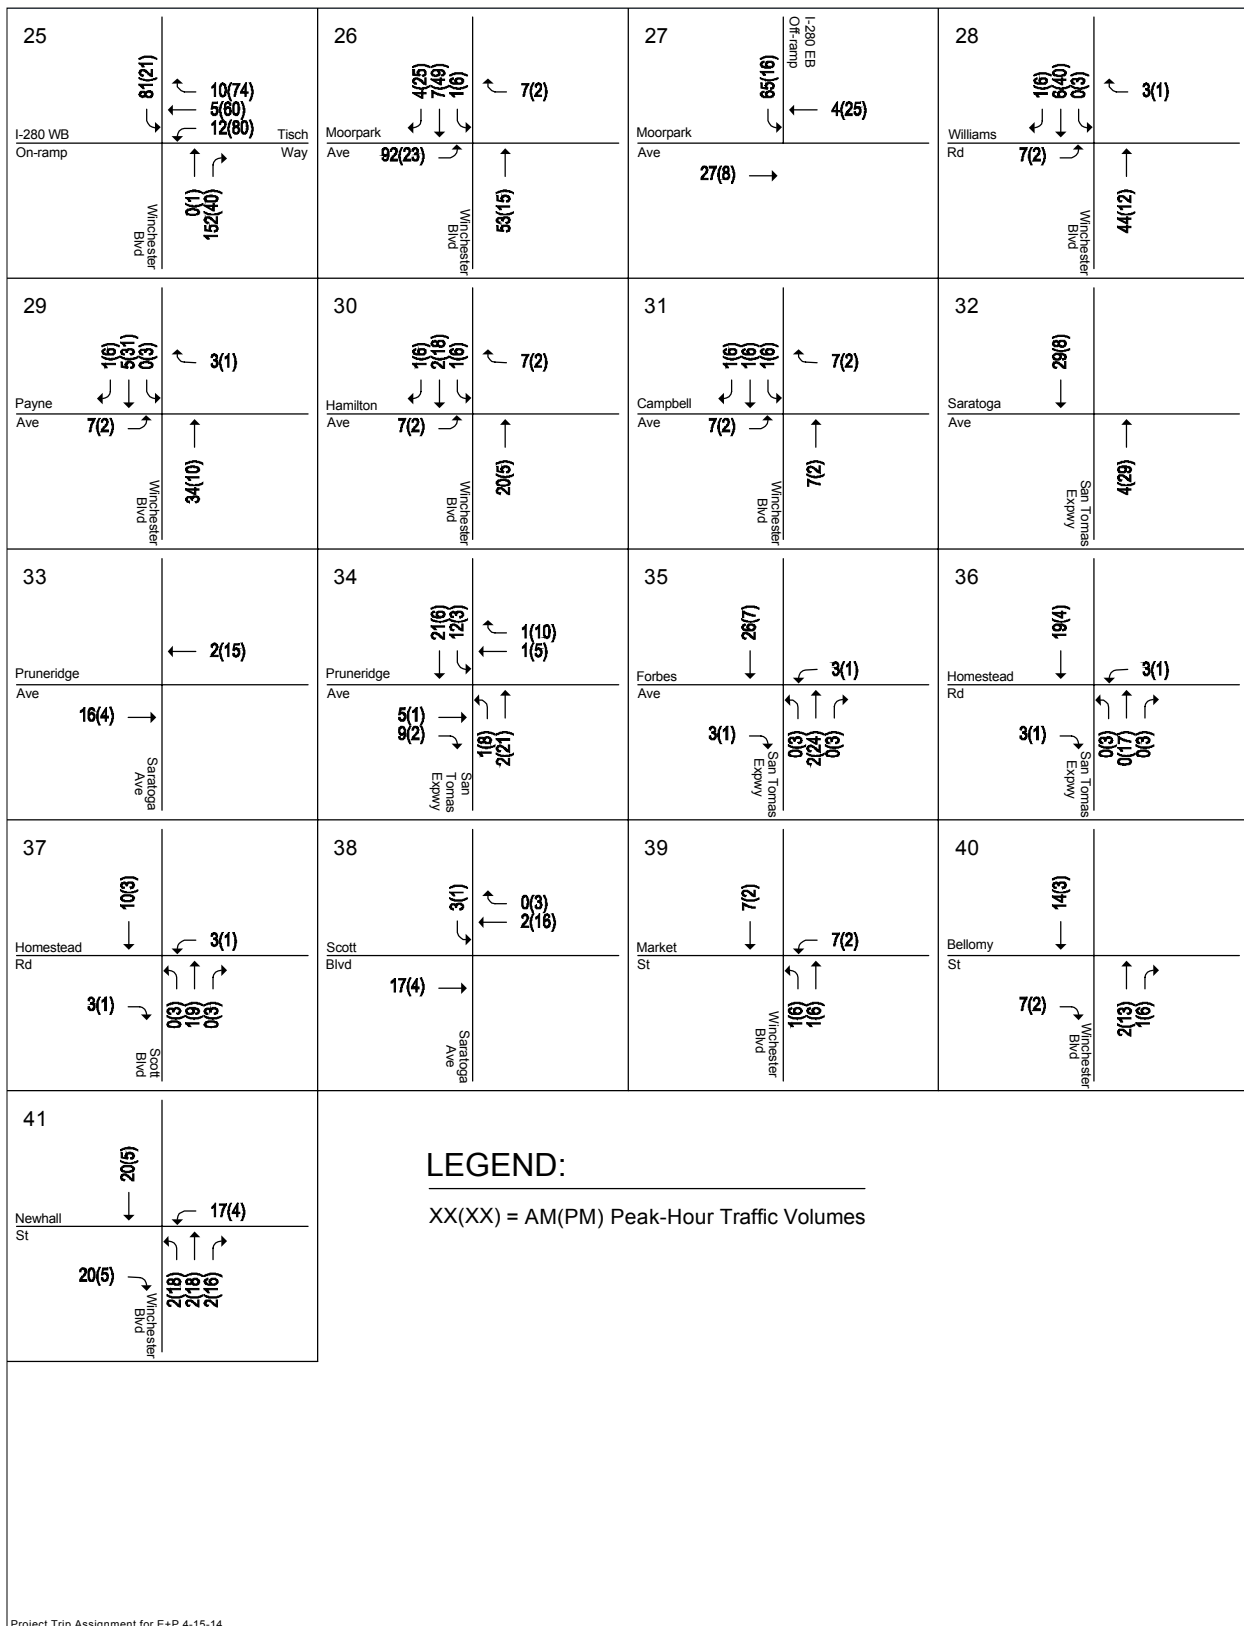 25
81(21)
10(74)
5(60)
12(80)
I-280 WB
On-ramp
Tisch
Way
0(1)
152(40)
Winchester
Blvd
26
4(25)
7(49)
1(6)
7(2)
Moorpark
Ave
92(23)
53(15)
Winchester
Blvd
27
I-280 EB
Off-ramp
65(16)
4(25)
Moorpark
Ave
27(8)
28
1(6)
6(40)
0(3)
3(1)
Williams
Rd
7(2)
44(12)
Winchester
Blvd
29
1(6)
5(31)
0(3)
3(1)
Payne
Ave
7(2)
34(10)
Winchester
Blvd
30
1(6)
2(18)
1(6)
7(2)
Hamilton
Ave
7(2)
20(5)
Winchester
Blvd
31
1(6)
1(6)
1(6)
7(2)
Campbell
Ave
7(2)
7(2)
Winchester
Blvd
32
29(8)
Saratoga
Ave
4(29)
San Tomas
Expwy
33
2(15)
Pruneridge
Ave
16(4)
Saratoga
Ave
34
21(6)
12(3)
1(10)
1(5)
Pruneridge
Ave
5(1)
9(2)
1(8)
2(21)
San
Tomas
Expwy
35
26(7)
3(1)
Forbes
Ave
3(1)
0(3)
2(24)
0(3)
San Tomas
Expwy
36
19(4)
3(1)
Homestead
Rd
3(1)
0(3)
0(17)
0(3)
San Tomas
Expwy
37
10(3)
3(1)
Homestead
Rd
3(1)
0(3)
1(9)
0(3)
Scott
Blvd
38
3(1)
0(3)
2(16)
Scott
Blvd
17(4)
Saratoga
Ave
39
7(2)
7(2)
Market
St
1(6)
1(6)
Winchester
Blvd
40
14(3)
Bellomy
St
7(2)
2(13)
1(6)
Winchester
Blvd
41
20(5)
17(4)
Newhall
St
20(5)
2(18)
2(18)
2(16)
Winchester
Blvd
LEGEND:
XX(XX) = AM(PM) Peak-Hour Traffic Volumes
Project Trip Assignment for E+P 4-15-14